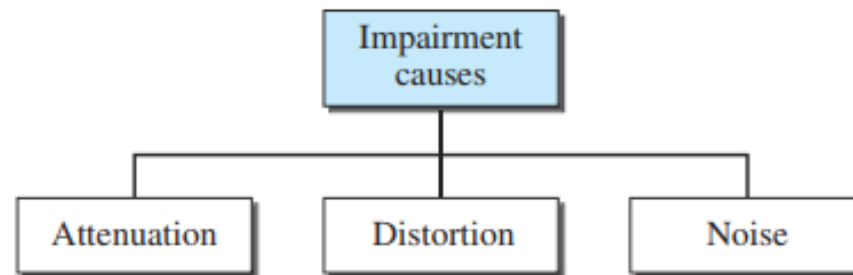 Impairment
causes
Attenuation
Distortion
Noise